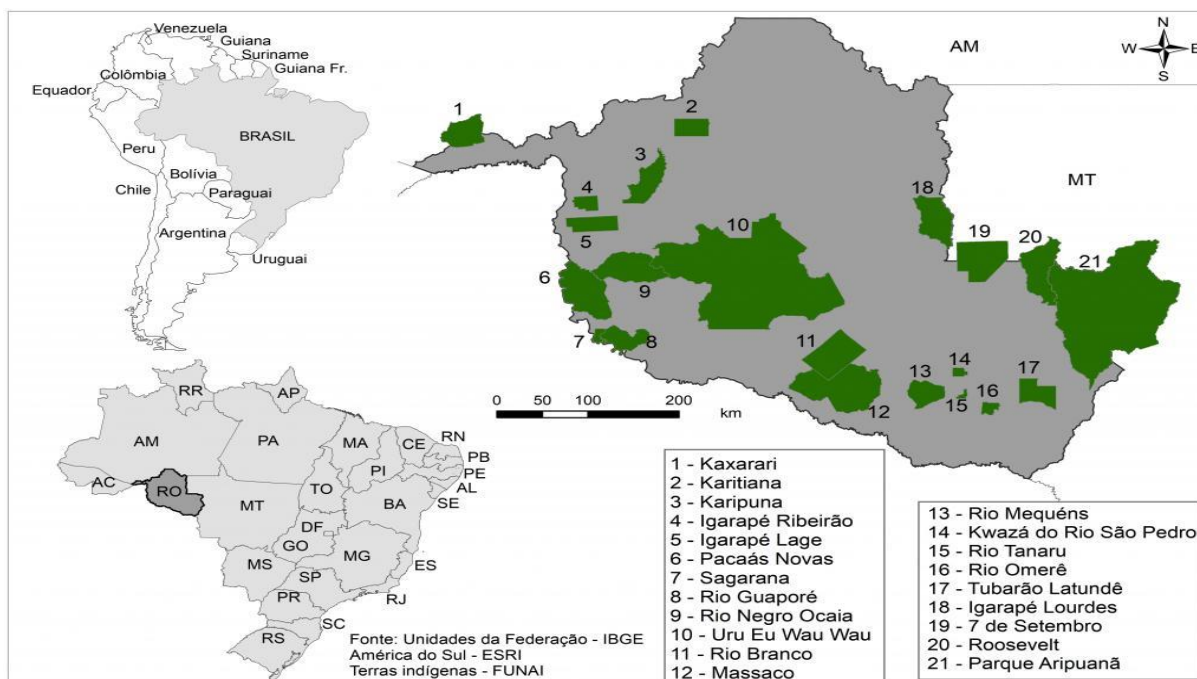 Venezuela
Guiana
Suriname
Guiana Fr.
Colômbia
Equador
BRASIL
Peru
Bolívia
Chile
Paraguai
Argentina
Uruguai
AM
N
W E
S
MT
1
2
3
4
5
6
7
8
9
10
11
12
13
14
15
16
17
18
19
20
21
0 50 100 200
km
RR
AP
AM
PA
MA
CE
RN
PB
PE
AL
SE
PI
AC
RO
TO
BA
MT
DF
GO
MG
ES
MS
SP
RJ
PR
SC
RS
Fonte: Unidades da Federação - IBGE
América do Sul - ESRI
Terras indígenas - FUNAI
1 - Kaxarari
2 - Karitiana
3 - Karipuna
4 - Igarapé Ribeirão
5 - Igarapé Lage
6 - Pacaás Novas
7 - Sagarana
8 - Rio Guaporé
9 - Rio Negro Ocaia
10 - Uru Eu Wau Wau
11 - Rio Branco
12 - Massaco
13 - Rio Mequéns
14 - Kwazá do Rio São Pedro
15 - Rio Tanaru
16 - Rio Omerê
17 - Tubarão Latundê
18 - Igarapé Lourdes
19 - 7 de Setembro
20 - Roosevelt
21 - Parque Aripuanã